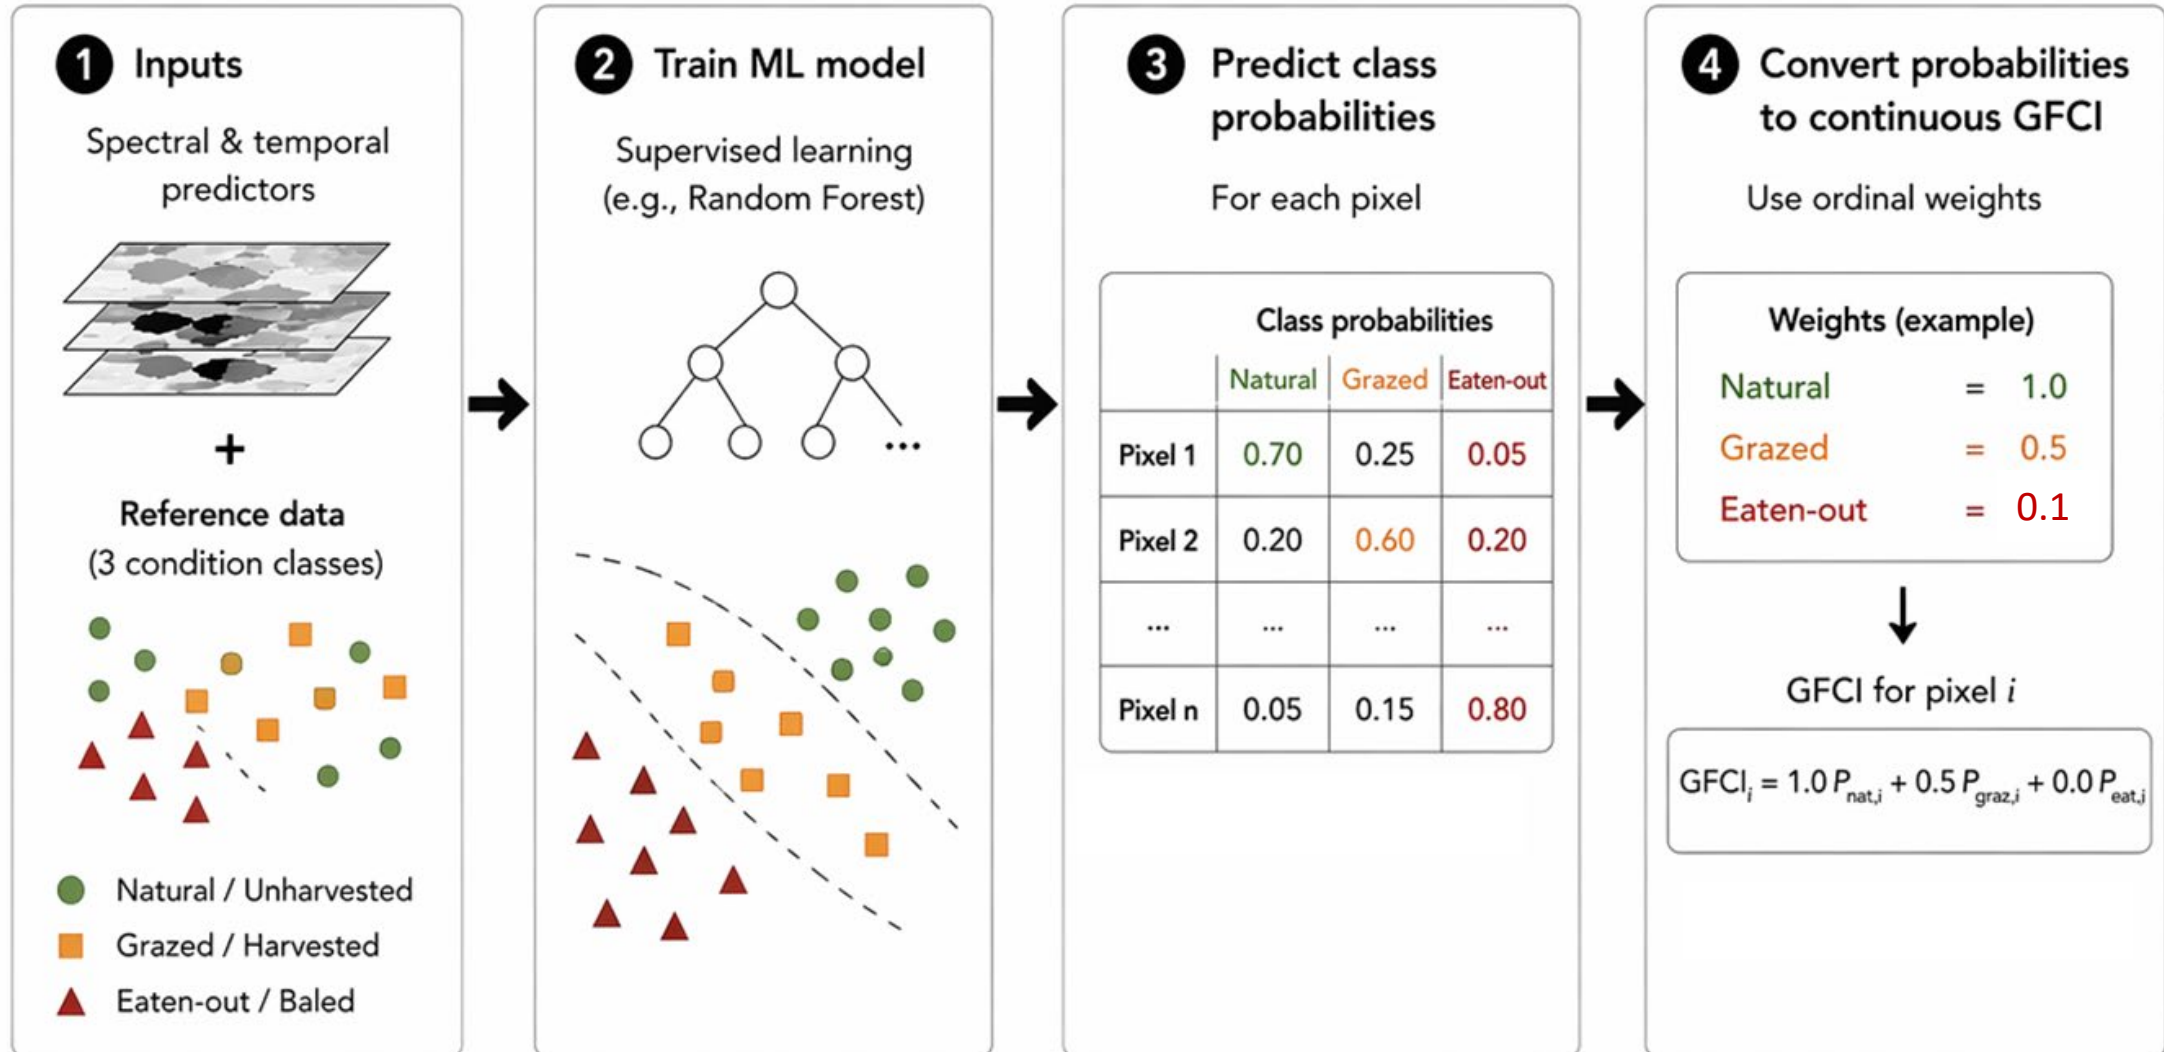 1 Inputs
Spectral & temporal
predictors
+
Reference data
(3 condition classes)
Natural / Unharvested
Grazed / Harvested
Eaten-out / Baled
2 Train ML model
Supervised learning
(e.g., Random Forest)
...
3 Predict class
probabilities
For each pixel
Class probabilities
Natural Grazed Eaten-out
Pixel 1 0.70 0.25 0.05
Pixel 2 0.20 0.60 0.20
... ... ... ...
Pixel n 0.05 0.15 0.80
4 Convert probabilities
to continuous GFCI
Use ordinal weights
Weights (example)
Natural = 1.0
Grazed = 0.5
Eaten-out = 0.1
GFCI for pixel i
GFCI_i = 1.0 P_nat,i + 0.5 P_graz,i + 0.0 P_eat,i